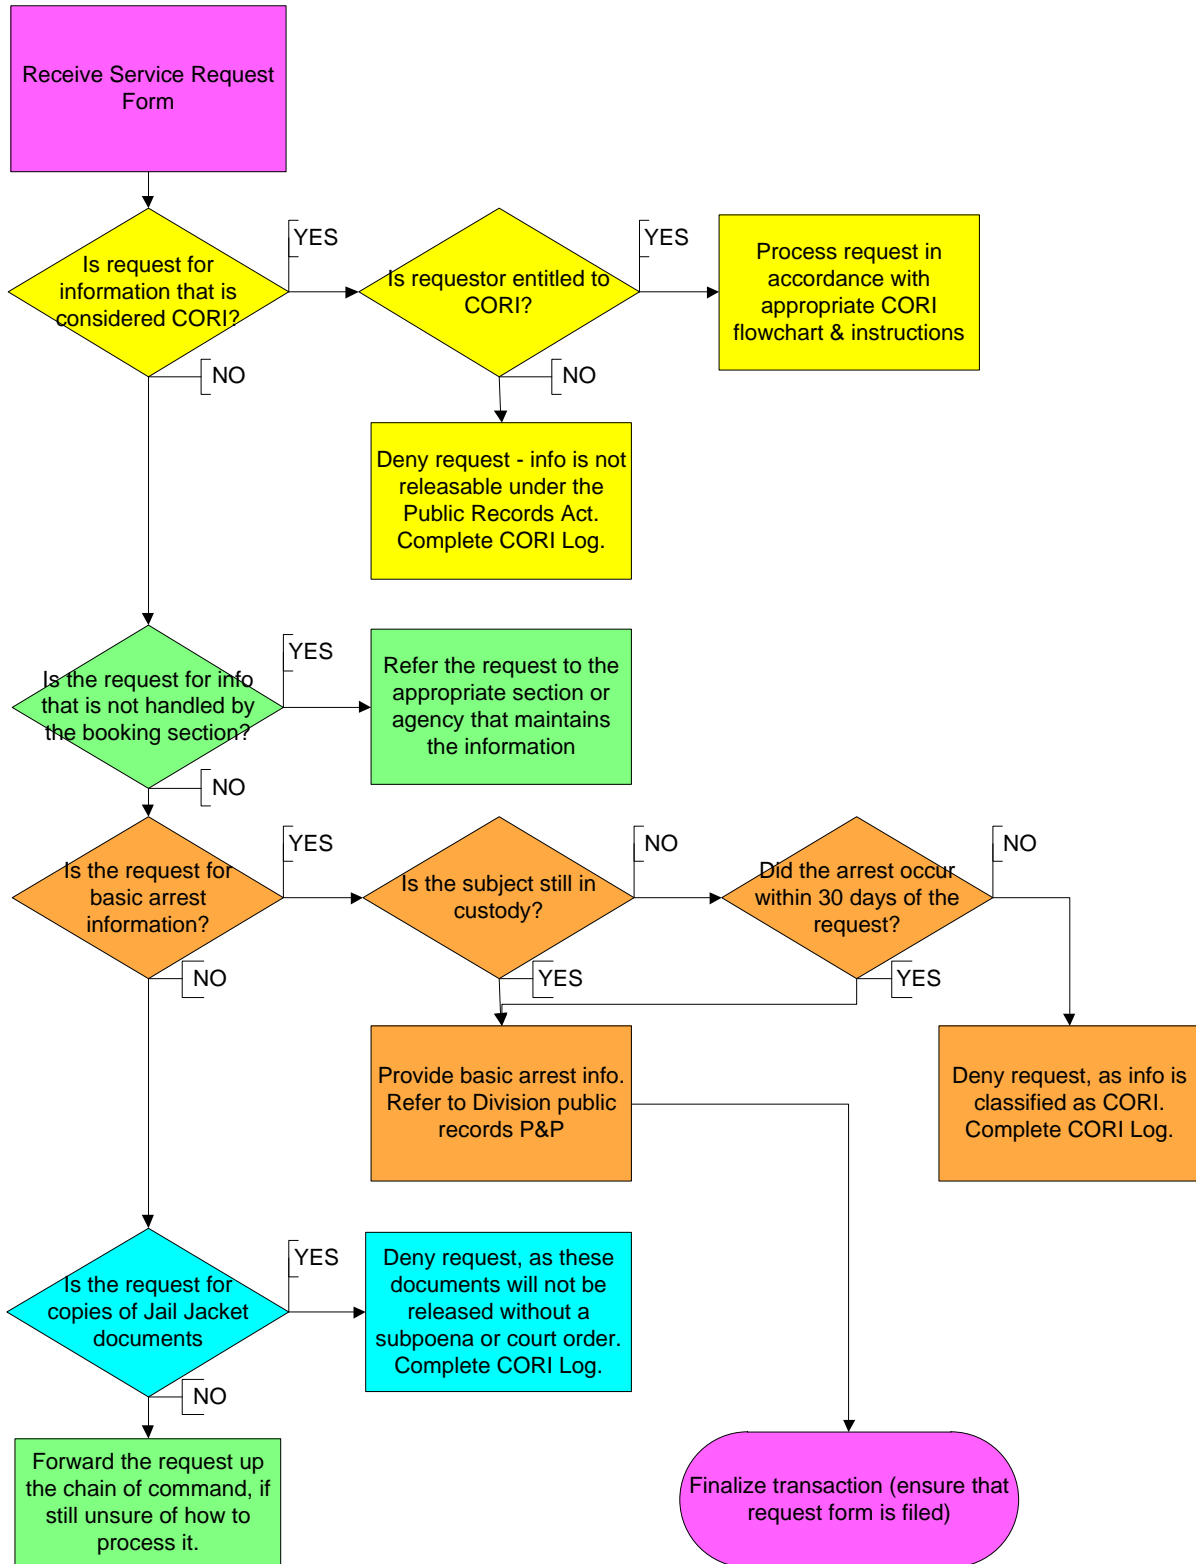 Receive Service Request
Form
Is request for
information that is
considered CORI?
YES
NO
Is requestor entitled to
CORI?
YES
NO
Process request in
accordance with
appropriate CORI
flowchart & instructions
Deny request - info is not
releasable under the
Public Records Act.
Complete CORI Log.
Is the request for info
that is not handled by
the booking section?
YES
NO
Refer the request to the
appropriate section or
agency that maintains
the information
Is the request for
basic arrest
information?
YES
NO
Is the subject still in
custody?
NO
YES
Did the arrest occur
within 30 days of the
request?
NO
YES
Provide basic arrest info.
Refer to Division public
records P&P
Deny request, as info is
classified as CORI.
Complete CORI Log.
Is the request for
copies of Jail Jacket
documents
YES
NO
Deny request, as these
documents will not be
released without a
subpoena or court order.
Complete CORI Log.
Forward the request up
the chain of command, if
still unsure of how to
process it.
Finalize transaction (ensure that
request form is filed)